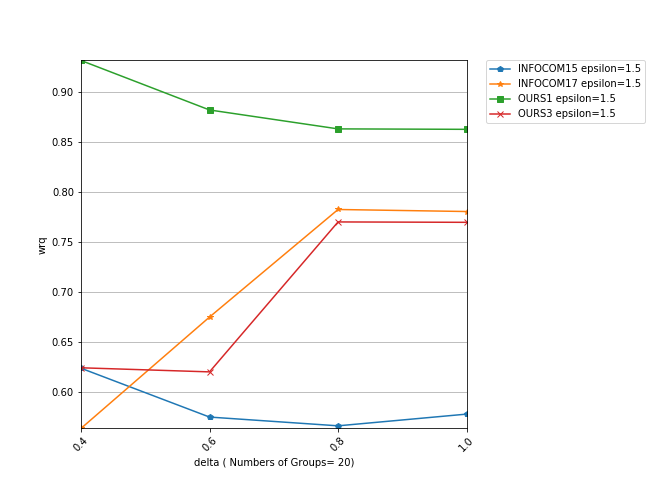 INFOCOM15 epsilon=1.5
INFOCOM17 epsilon=1.5
OURS1 epsilon=1.5
OURS3 epsilon=1.5
0.90
0.85
0.80
0.75
0.70
0.65
0.60
wrq
0.4
0.6
0.8
1.0
delta ( Numbers of Groups= 20)